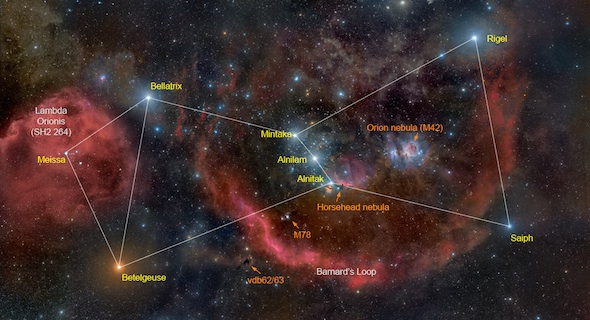 Rigel
Bellatrix
Lambda
Orionis
(SH2 264)
Mintaka
Orion nebula (M42)
Meissa
Alnilam
Alnitak
Horsehead nebula
M78
Saiph
Betelgeuse
vdb62/63
Barnard's Loop